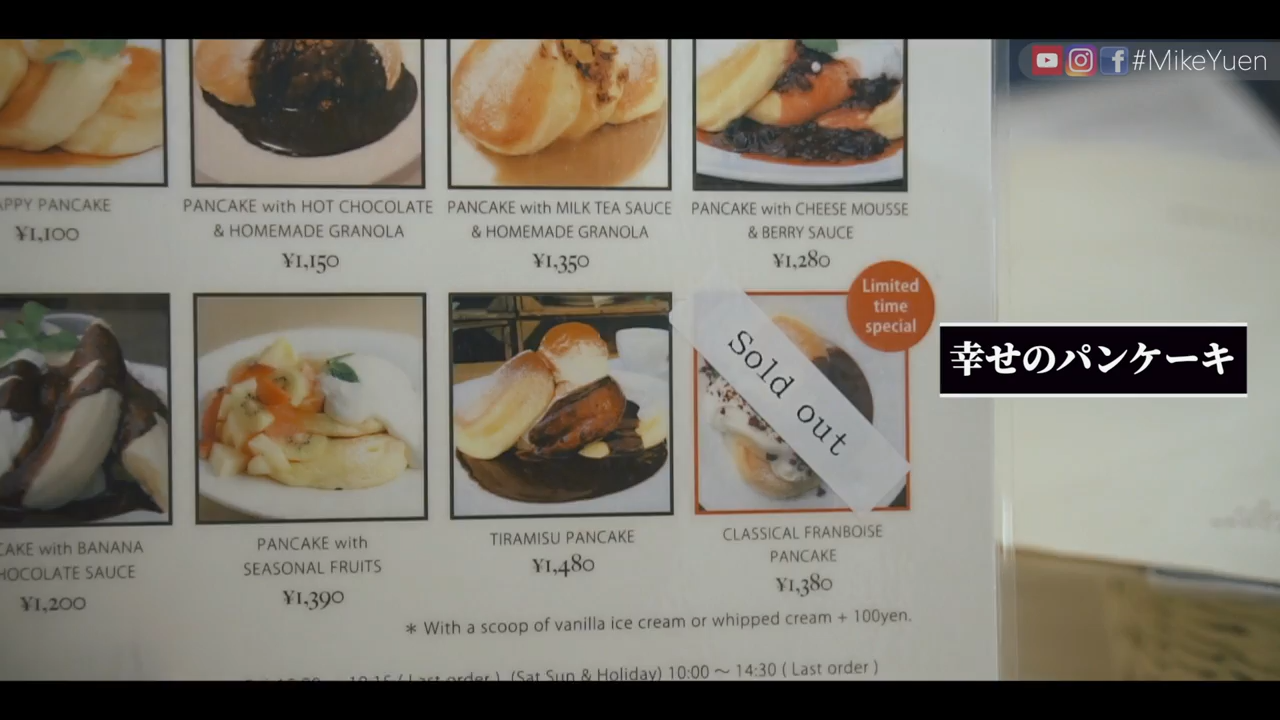 #MikeYuen
APPY PANCAKE
¥1,100
PANCAKE with HOT CHOCOLATE
& HOMEMADE GRANOLA
¥1,150
PANCAKE with MILK TEA SAUCE
& HOMEMADE GRANOLA
¥1,350
PANCAKE with CHEESE MOUSSE
& BERRY SAUCE
¥1,280
Limited
time
special
Sold out
幸せのパンケーキ
CAKE with BANANA
HOCOLATE SAUCE
¥1,200
PANCAKE with
SEASONAL FRUITS
¥1,390
TIRAMISU PANCAKE
¥1,480
CLASSICAL FRANBOISE
PANCAKE
¥1,380
* With a scoop of vanilla ice cream or whipped cream + 100yen.
( Last order ) (Sat Sun & Holiday) 10:00 ~ 14:30 ( Last order )